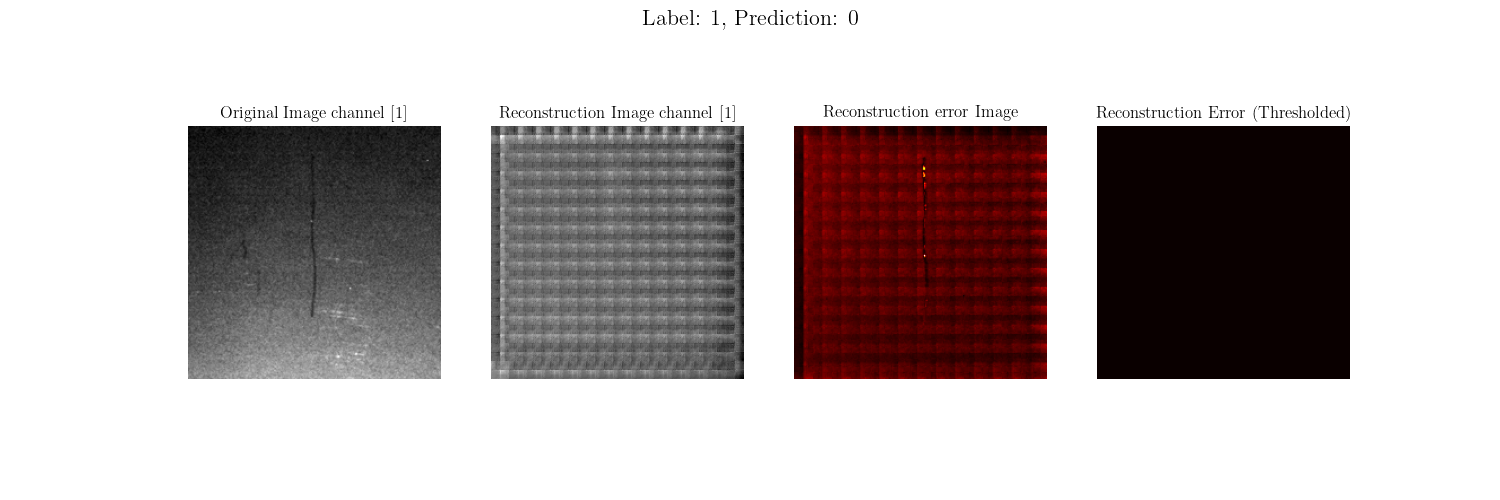 Label: 1, Prediction: 0
Original Image channel [1]
Reconstruction Image channel [1]
Reconstruction error Image
Reconstruction Error (Thresholded)